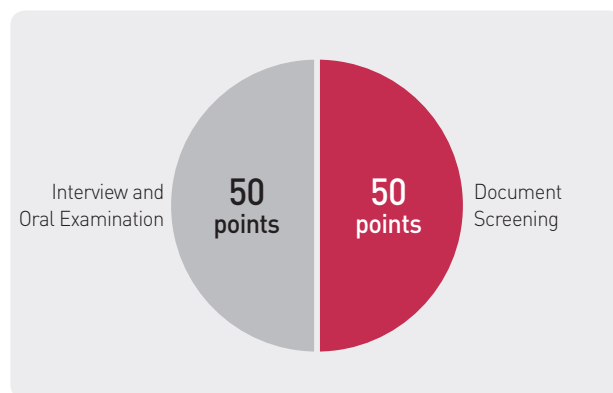 Interview and
Oral Examination
50
points
50
points
Document
Screening